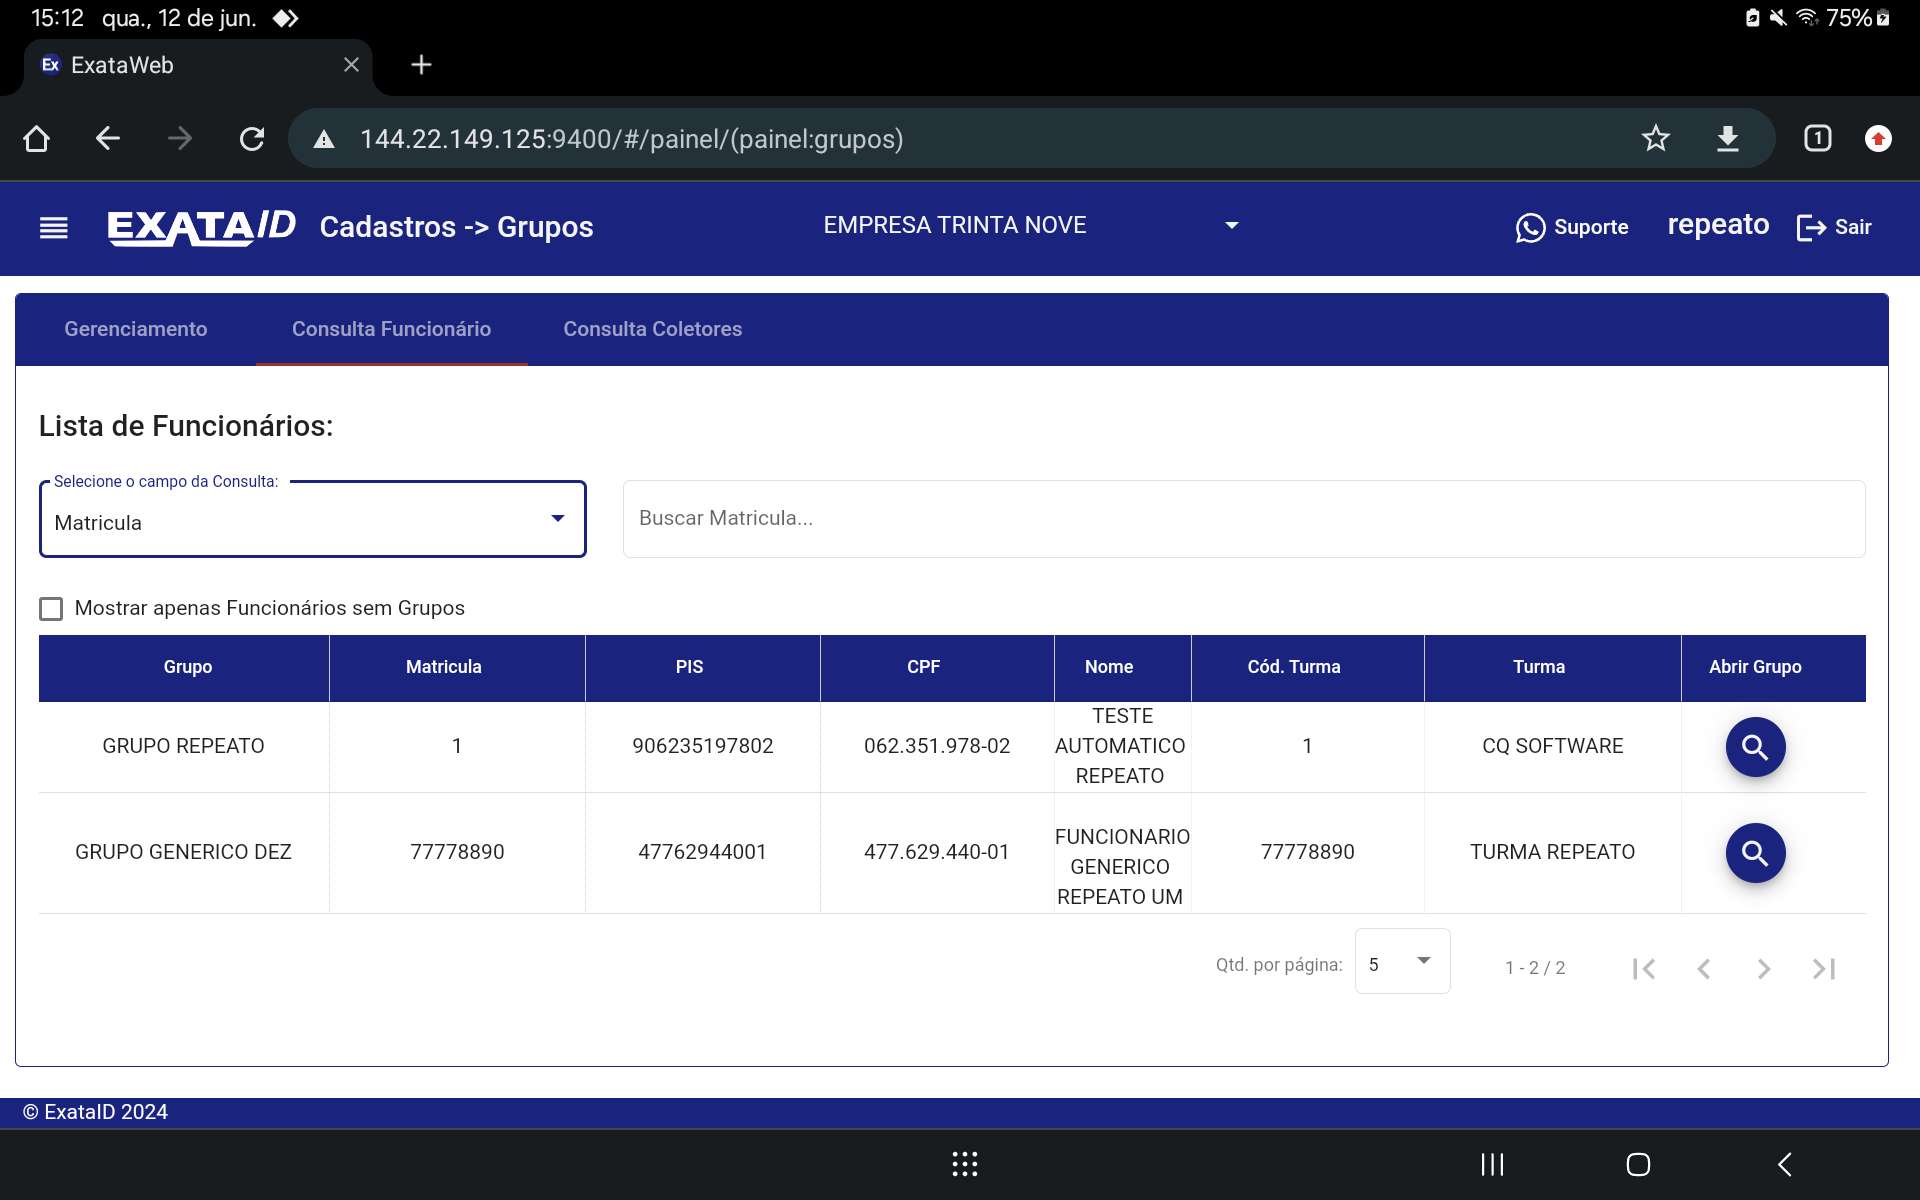 15:12 qua., 12 de jun.
75%
Ex ExataWeb
144.22.149.125:9400/#/painel/(painel:grupos)
1
EXATAID Cadastros -> Grupos EMPRESA TRINTA NOVE Suporte repeato Sair
Gerenciamento Consulta Funcionário Consulta Coletores
Lista de Funcionários:
Selecione o campo da Consulta:
Matricula
Buscar Matricula...
Mostrar apenas Funcionários sem Grupos
Grupo Matricula PIS CPF Nome Cód. Turma Turma Abrir Grupo
GRUPO REPEATO 1 906235197802 062.351.978-02 TESTE AUTOMATICO REPEATO 1 CQ SOFTWARE
GRUPO GENERICO DEZ 77778890 47762944001 477.629.440-01 FUNCIONARIO GENERICO REPEATO UM 77778890 TURMA REPEATO
Qtd. por página: 5 1 - 2 / 2
© ExataID 2024